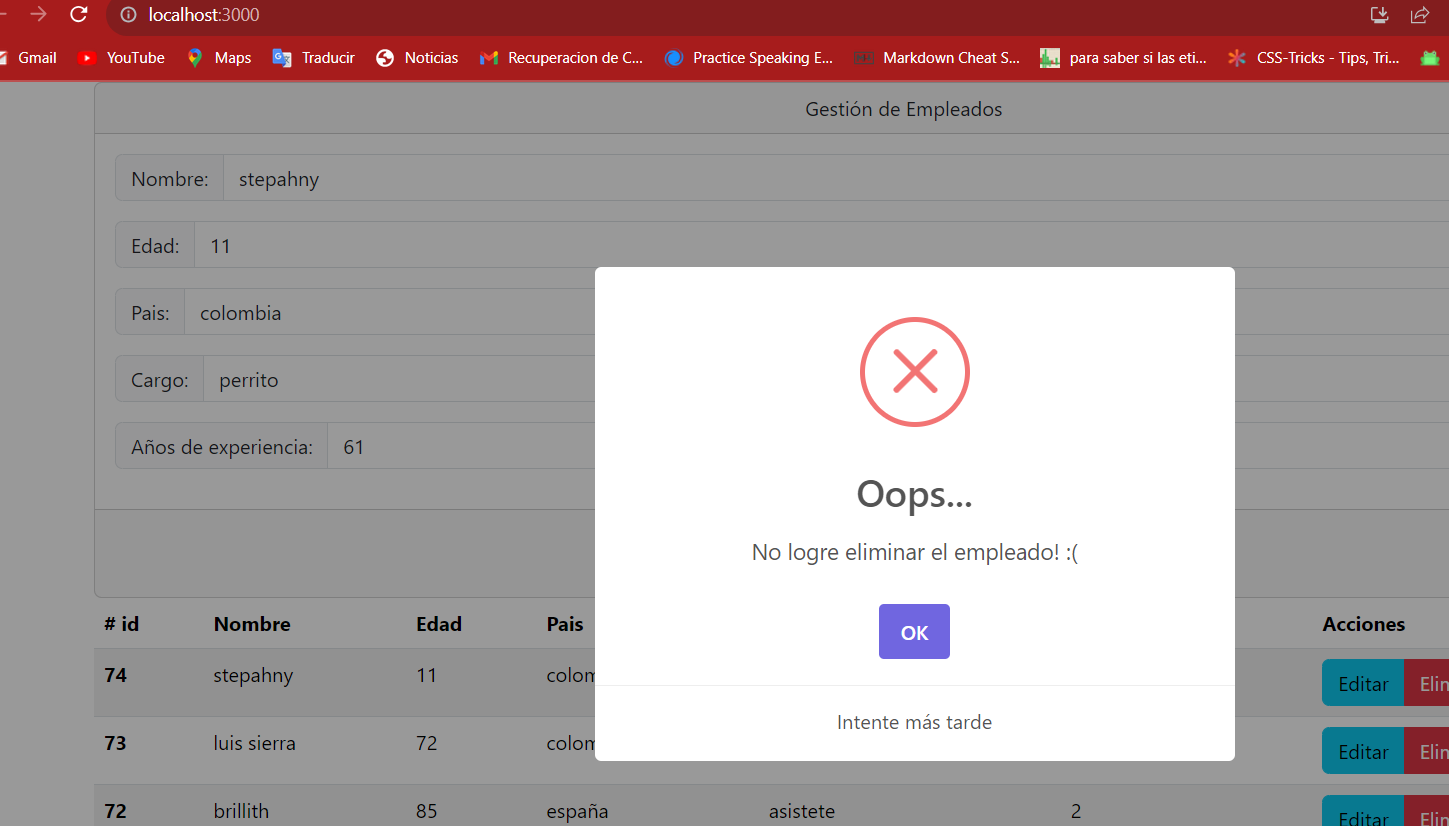 localhost:3000
Gmail YouTube Maps Traducir Noticias Recuperacion de C... Practice Speaking E... Markdown Cheat S... para saber si las eti... CSS-Tricks - Tips, Tri...
Gestión de Empleados
Nombre: stepahny
Edad: 11
Pais: colombia
Cargo: perrito
Años de experiencia: 61
Oops...
No logre eliminar el empleado! :(
OK
Intente más tarde
# id Nombre Edad Pais Acciones
74 stepahny 11 colom Editar Elin
73 luis sierra 72 colom Editar Elin
72 brillith 85 españa asistete 2 Editar Elin